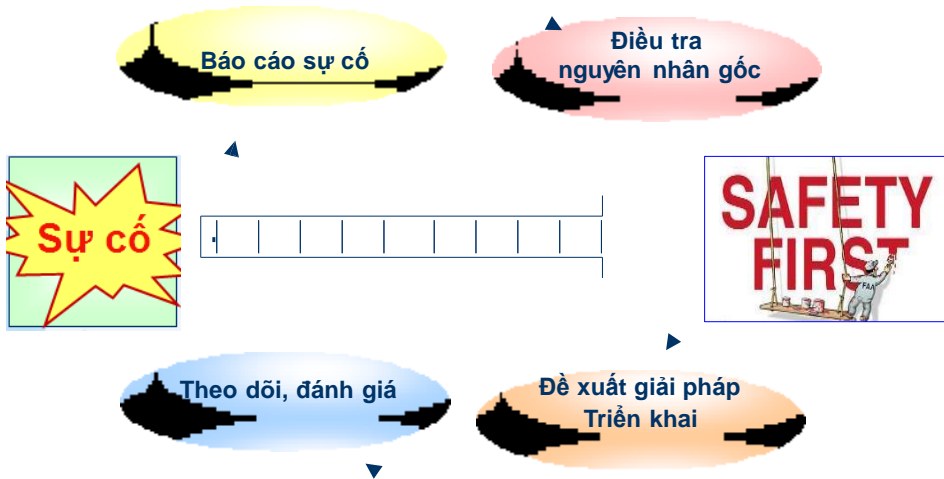 Báo cáo sự cố
Điều tra
nguyên nhân gốc
Sự cố
SAFETY
FIRST
FAA
Theo dõi, đánh giá
Đề xuất giải pháp
Triển khai